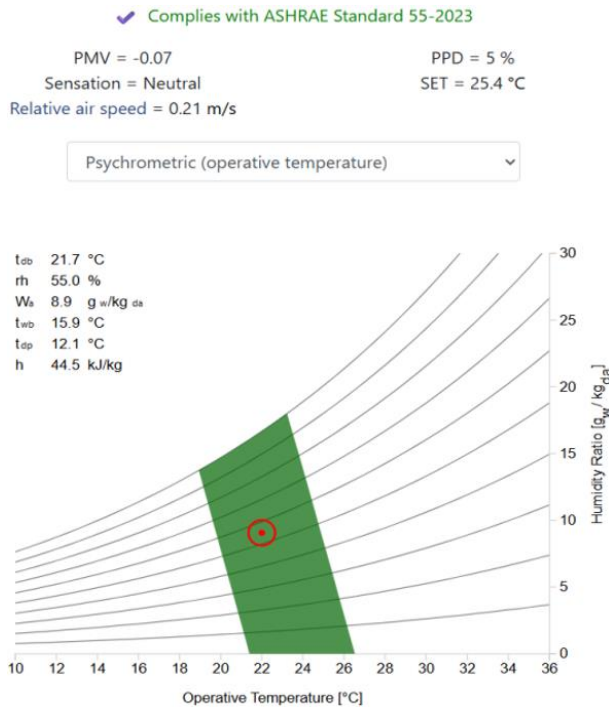 Complies with ASHRAE Standard 55-2023
PMV = -0.07
PPD = 5 %
Sensation = Neutral
SET = 25.4 °C
Relative air speed = 0.21 m/s
Psychrometric (operative temperature)
tdb 21.7 °C
rh 55.0 %
Wa 8.9 g w/kg da
twb 15.9 °C
tdp 12.1 °C
h 44.5 kJ/kg
30
25
20
15
10
5
0
Humidity Ratio [gw/ kgda]
10 12 14 16 18 20 22 24 26 28 30 32 34 36
Operative Temperature [°C]